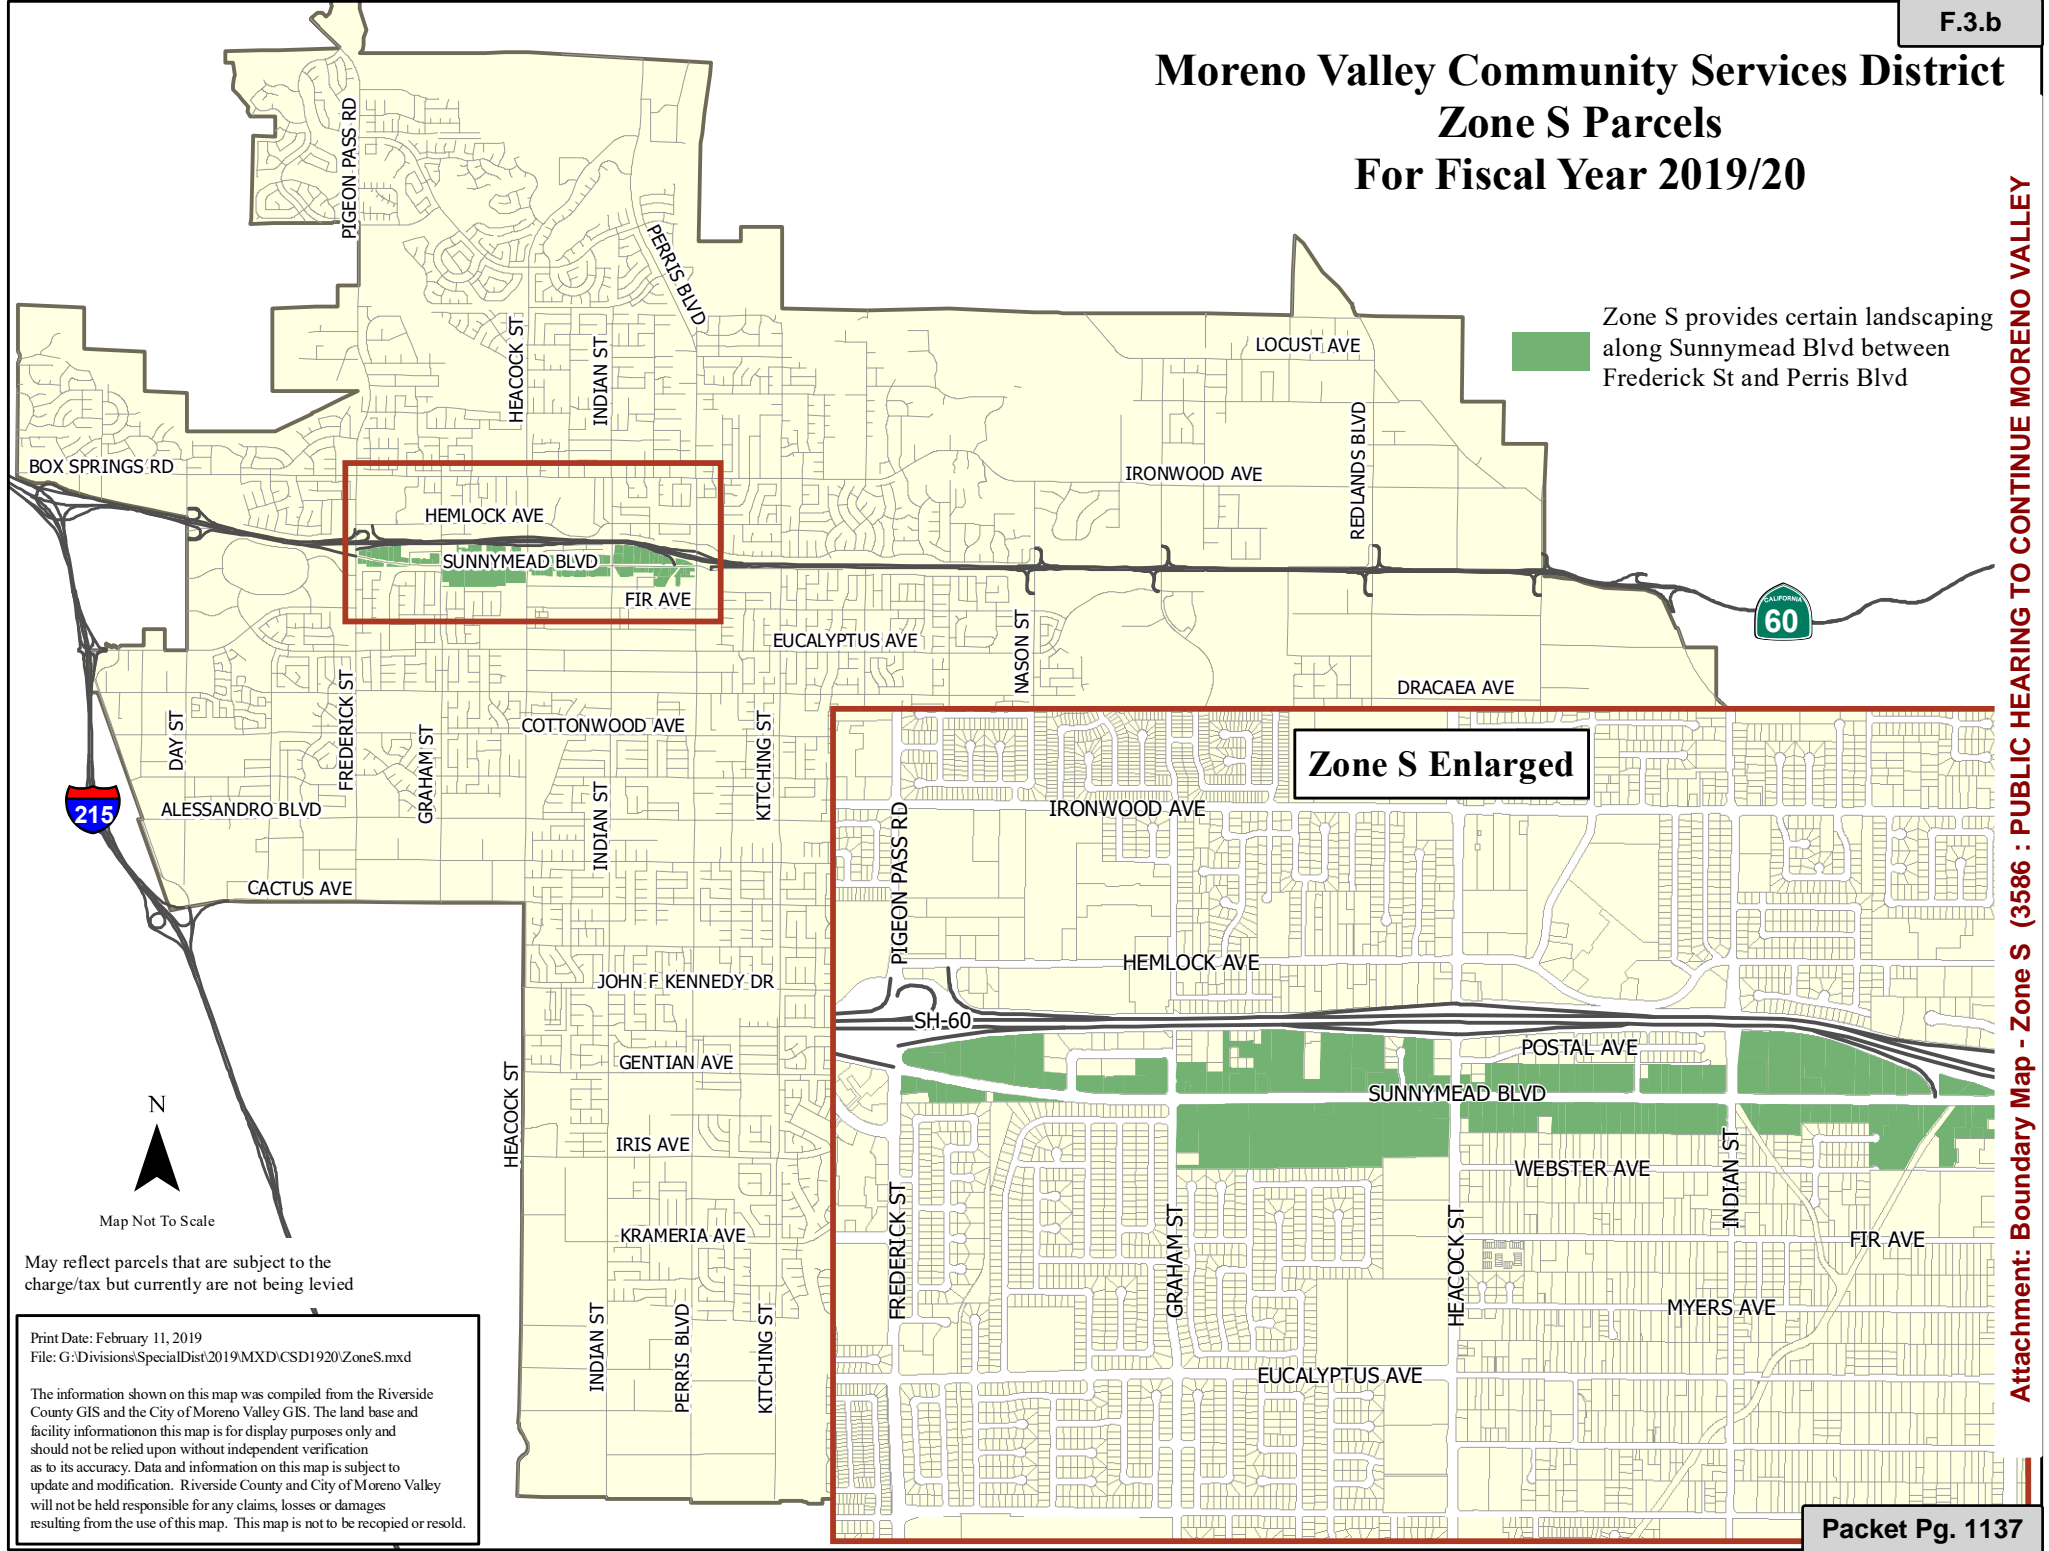 F.3.b
Moreno Valley Community Services District
Zone S Parcels
For Fiscal Year 2019/20
Zone S provides certain landscaping
along Sunnymead Blvd between
Frederick St and Perris Blvd
PIGEON PASS RD
PERRIS BLVD
HEACOCK ST
INDIAN ST
LOCUST AVE
REDLANDS BLVD
BOX SPRINGS RD
IRONWOOD AVE
HEMLOCK AVE
SUNNYMEAD BLVD
FIR AVE
CALIFORNIA
60
EUCALYPTUS AVE
NASON ST
DRACAEA AVE
DAY ST
FREDERICK ST
GRAHAM ST
COTTONWOOD AVE
KITCHING ST
215
ALESSANDRO BLVD
INDIAN ST
CACTUS AVE
JOHN F KENNEDY DR
GENTIAN AVE
HEACOCK ST
IRIS AVE
KRAMERIA AVE
INDIAN ST
PERRIS BLVD
KITCHING ST
Zone S Enlarged
IRONWOOD AVE
PIGEON PASS RD
HEMLOCK AVE
SH-60
POSTAL AVE
SUNNYMEAD BLVD
WEBSTER AVE
INDIAN ST
FREDERICK ST
GRAHAM ST
HEACOCK ST
FIR AVE
MYERS AVE
EUCALYPTUS AVE
N
Map Not To Scale
May reflect parcels that are subject to the
charge/tax but currently are not being levied
Print Date: February 11, 2019
File: G:\Divisions\SpecialDist\2019\MXD\CSD1920\ZoneS.mxd
The information shown on this map was compiled from the Riverside
County GIS and the City of Moreno Valley GIS. The land base and
facility informationon this map is for display purposes only and
should not be relied upon without independent verification
as to its accuracy. Data and information on this map is subject to
update and modification. Riverside County and City of Moreno Valley
will not be held responsible for any claims, losses or damages
resulting from the use of this map. This map is not to be recopied or resold.
Attachment: Boundary Map - Zone S (3586 : PUBLIC HEARING TO CONTINUE MORENO VALLEY
Packet Pg. 1137